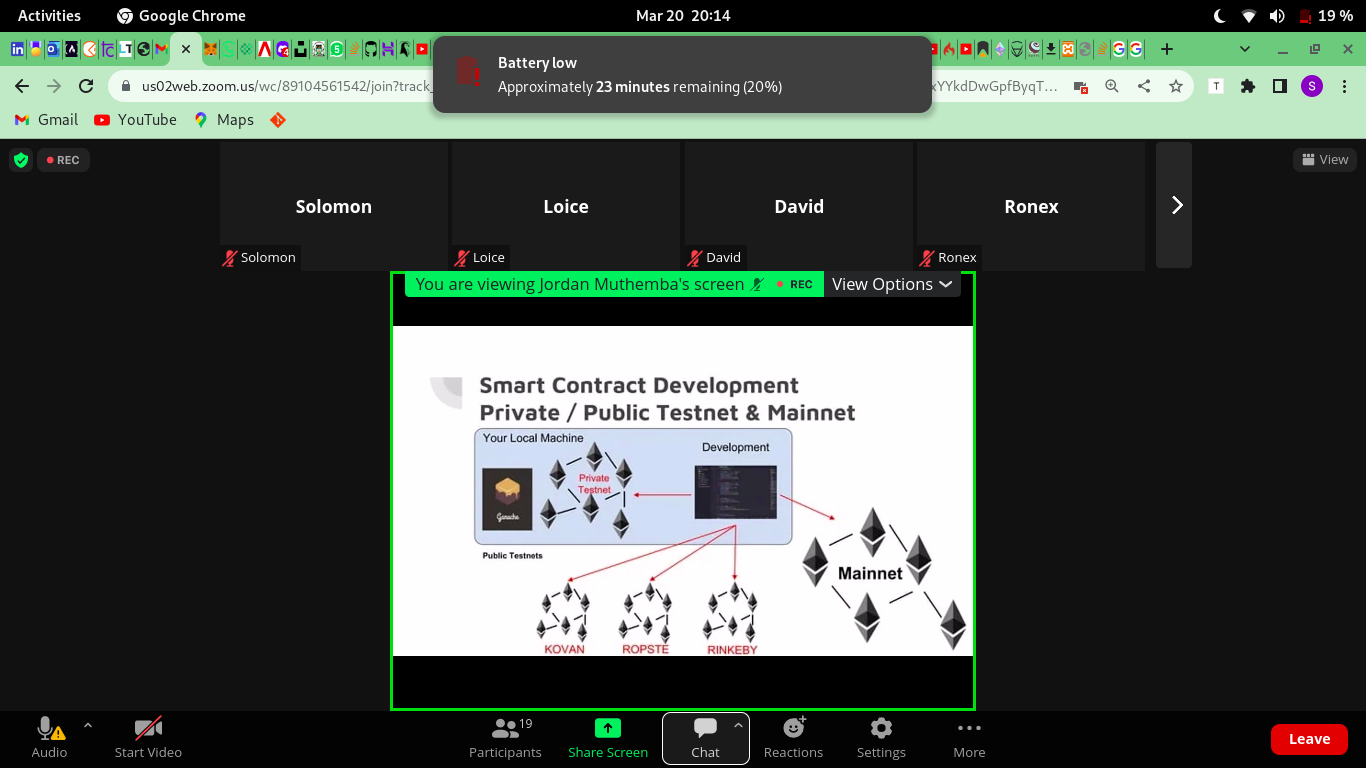 Activities
Google Chrome
Mar 20 20:14
19 %
Battery low
Approximately 23 minutes remaining (20%)
us02web.zoom.us/wc/89104561542/join?track_
xYYkdDwGpfByqT…
T
S
Gmail
YouTube
Maps
REC
View
Solomon
Loice
David
Ronex
Solomon
Loice
David
Ronex
You are viewing Jordan Muthemba's screen
REC
View Options
Smart Contract Development
Private / Public Testnet & Mainnet
Your Local Machine
Development
Private
Testnet
Ganache
Public Testnets
Mainnet
KOVAN
ROPSTE
RINKEBY
Audio
Start Video
Participants
19
Share Screen
Chat
Reactions
Settings
More
Leave